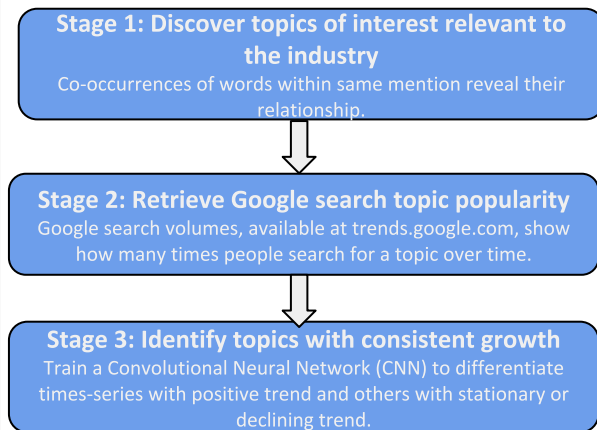 Stage 1: Discover topics of interest relevant to
the industry
Co-occurrences of words within same mention reveal their
relationship.
Stage 2: Retrieve Google search topic popularity
Google search volumes, available at trends.google.com, show
how many times people search for a topic over time.
Stage 3: Identify topics with consistent growth
Train a Convolutional Neural Network (CNN) to differentiate
times-series with positive trend and others with stationary or
declining trend.